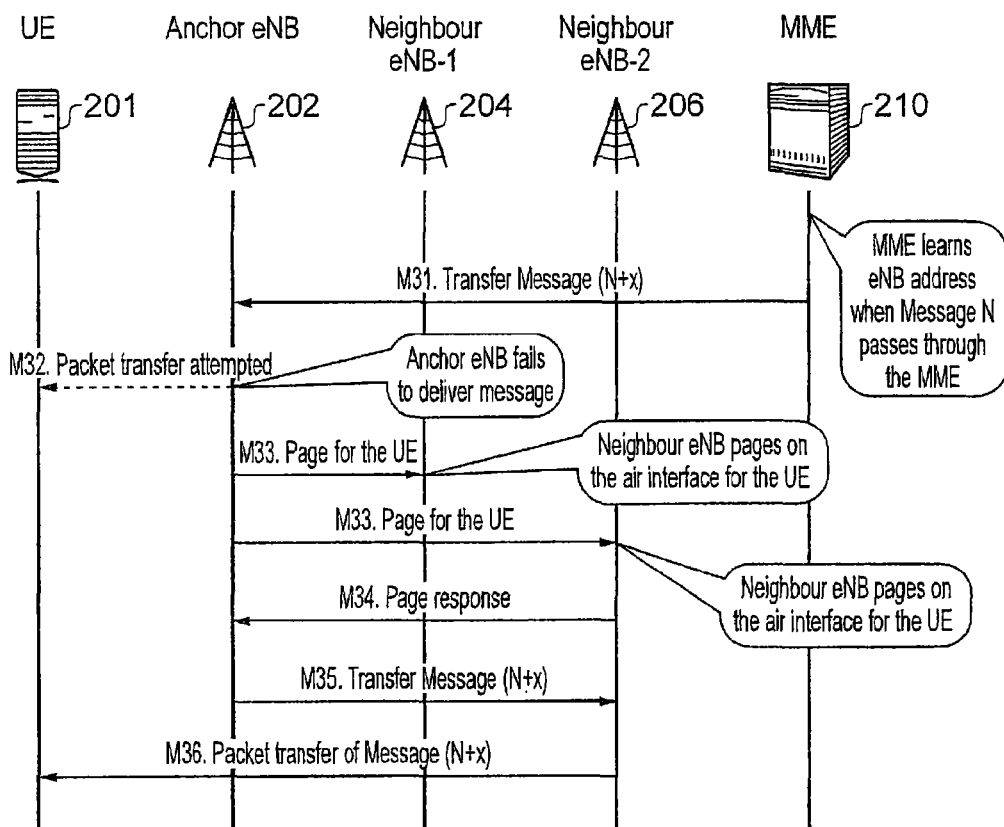 UE
Anchor eNB
Neighbour
eNB-1
Neighbour
eNB-2
MME
201
202
204
206
210
MME learns
eNB address
when Message N
passes through
the MME
M31. Transfer Message (N+x)
M32. Packet transfer attempted
Anchor eNB fails
to deliver message
M33. Page for the UE
Neighbour eNB pages on
the air interface for the UE
M33. Page for the UE
Neighbour eNB pages on
the air interface for the UE
M34. Page response
M35. Transfer Message (N+x)
M36. Packet transfer of Message (N+x)